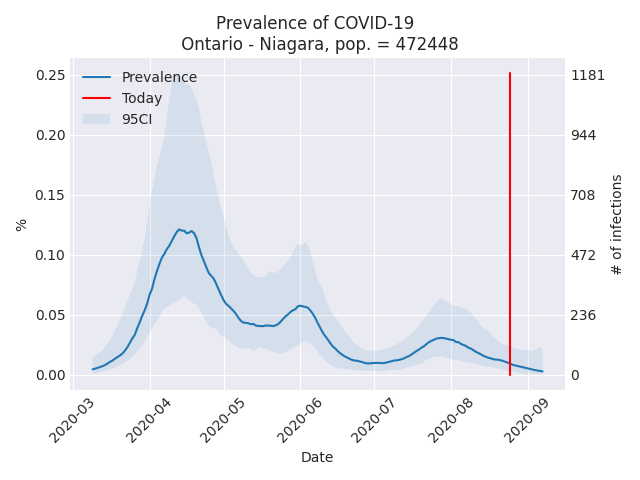 Prevalence of COVID-19
Ontario - Niagara, pop. = 472448
Prevalence
Today
95CI
0.25
0.20
0.15
0.10
0.05
0.00
%
1181
944
708
472
236
0
# of infections
2020-03
2020-04
2020-05
2020-06
2020-07
2020-08
2020-09
Date